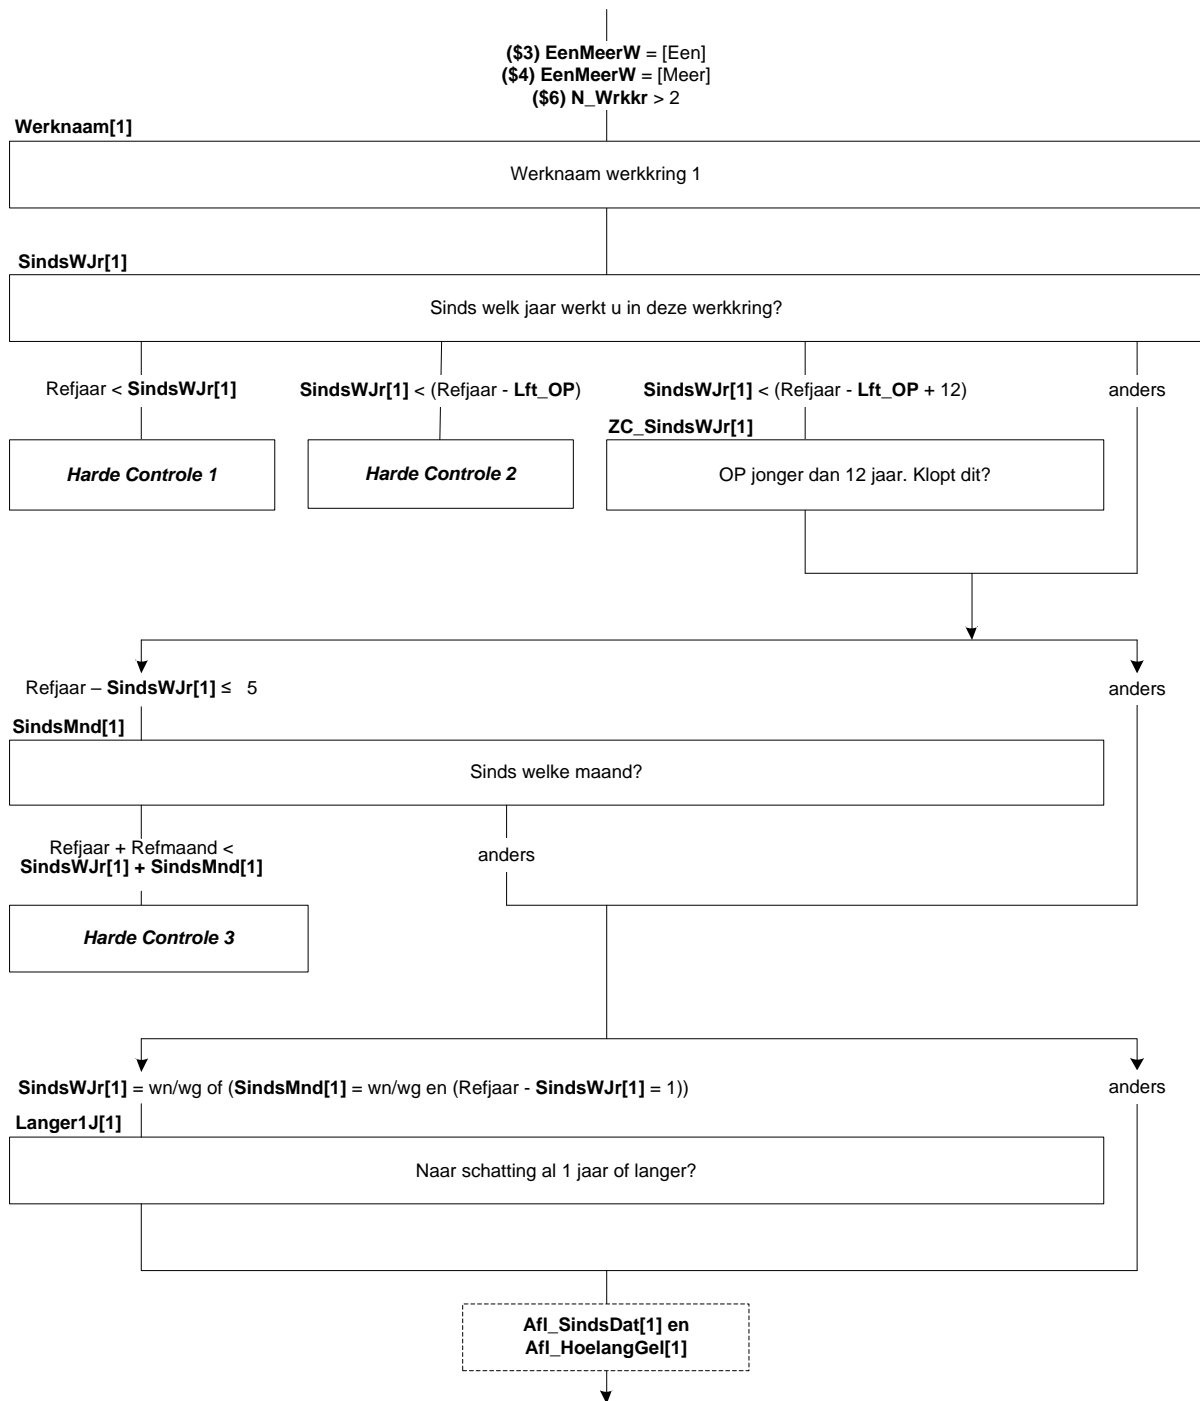 ($3) EenMeerW = [Een]
($4) EenMeerW = [Meer]
($6) N_Wrkkr > 2
Werknaam[1]
Werknaam werkkring 1
SindsWJr[1]
Sinds welk jaar werkt u in deze werkkring?
Refjaar < SindsWJr[1]
SindsWJr[1] < (Refjaar - Lft_OP)
SindsWJr[1] < (Refjaar - Lft_OP + 12)
anders
ZC_SindsWJr[1]
Harde Controle 1
Harde Controle 2
OP jonger dan 12 jaar. Klopt dit?
Refjaar – SindsWJr[1] ≤ 5
anders
SindsMnd[1]
Sinds welke maand?
Refjaar + Refmaand <
SindsWJr[1] + SindsMnd[1]
anders
Harde Controle 3
SindsWJr[1] = wn/wg of (SindsMnd[1] = wn/wg en (Refjaar - SindsWJr[1] = 1))
anders
Langer1J[1]
Naar schatting al 1 jaar of langer?
Afl_SindsDat[1] en
Afl_HoelangGel[1]